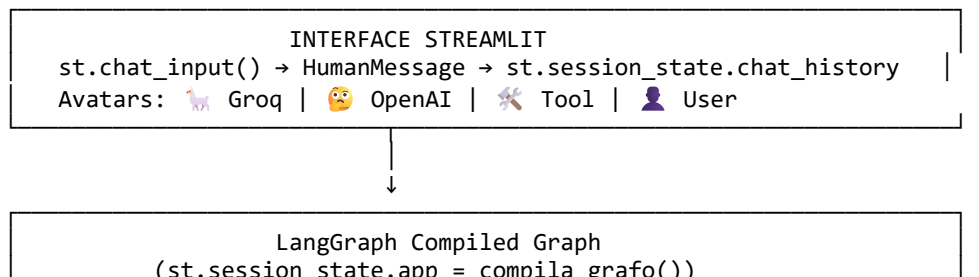 INTERFACE STREAMLIT
st.chat_input() → HumanMessage → st.session_state.chat_history
Avatars: 🦙 Groq | 🤔 OpenAI | 🛠️ Tool | 👤 User
↓
LangGraph Compiled Graph
(st.session_state.app = compila_grafo())